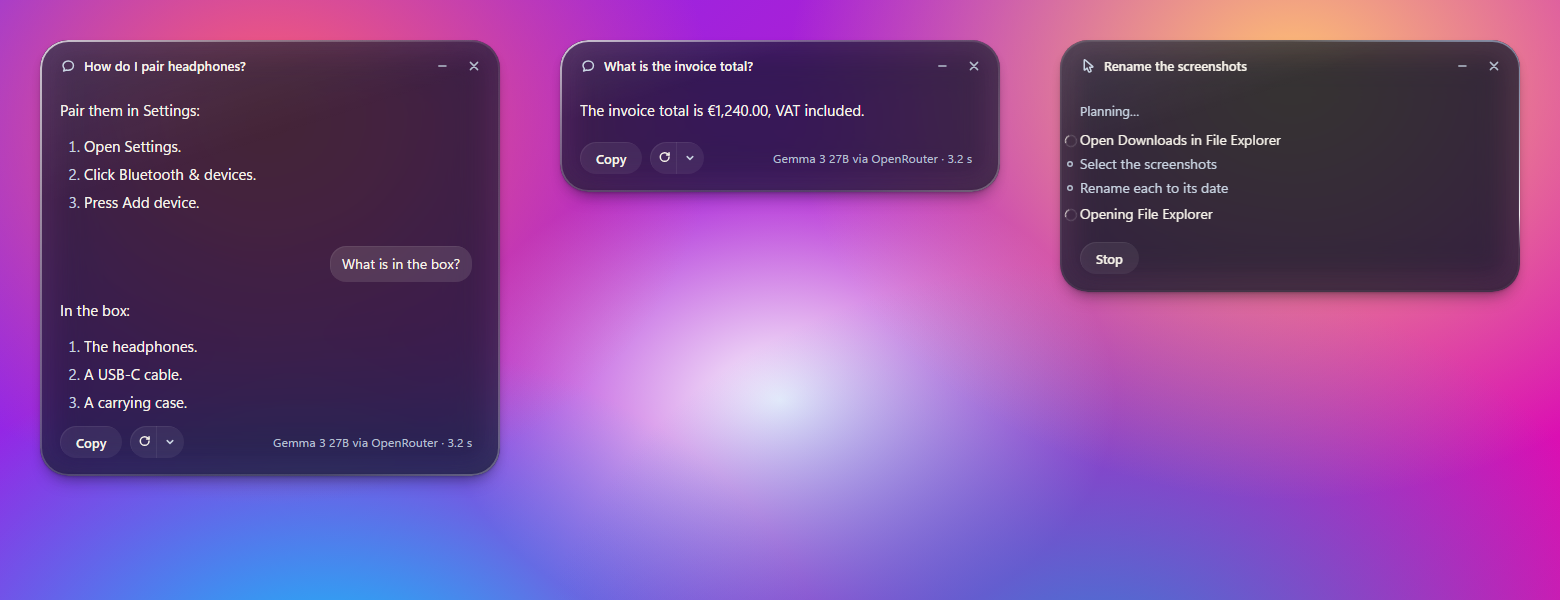 How do I pair headphones?
Pair them in Settings:
1. Open Settings.
2. Click Bluetooth & devices.
3. Press Add device.
What is in the box?
In the box:
1. The headphones.
2. A USB-C cable.
3. A carrying case.
Copy
Gemma 3 27B via OpenRouter · 3.2 s
What is the invoice total?
The invoice total is €1,240.00, VAT included.
Copy
Gemma 3 27B via OpenRouter · 3.2 s
Rename the screenshots
Planning...
Open Downloads in File Explorer
Select the screenshots
Rename each to its date
Opening File Explorer
Stop